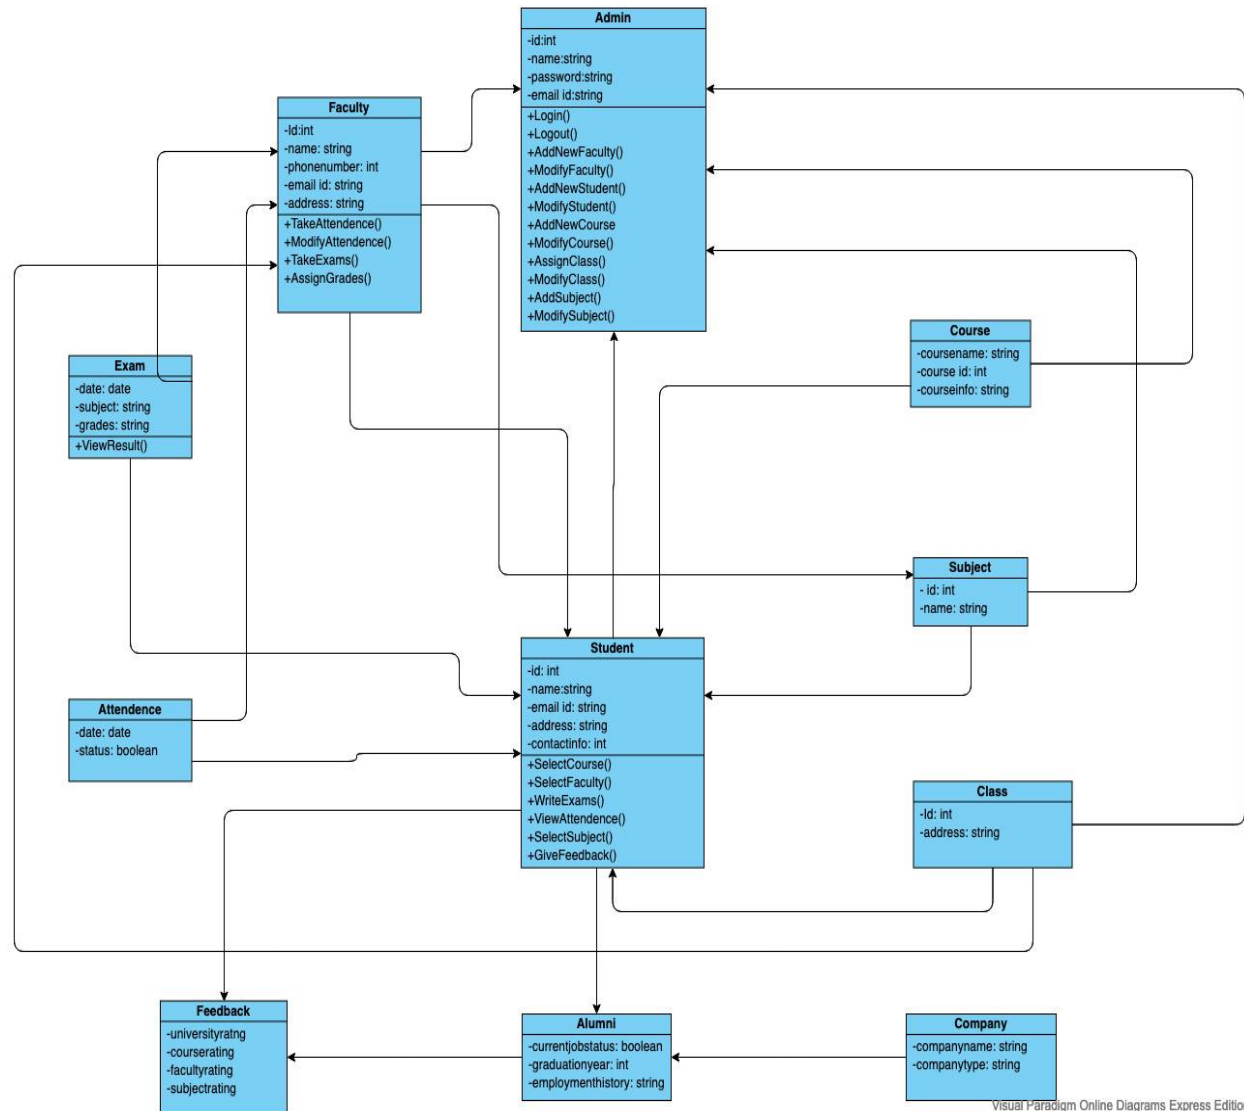 Admin
-id:int
-name:string
-password:string
-email id:string
+Login()
+Logout()
+AddNewFaculty()
+ModifyFaculty()
+AddNewStudent()
+ModifyStudent()
+AddNewCourse
+ModifyCourse()
+AssignClass()
+ModifyClass()
+AddSubject()
+ModifySubject()
Faculty
-Id:int
-name: string
-phonenumber: int
-email id: string
-address: string
+TakeAttendence()
+ModifyAttendence()
+TakeExams()
+AssignGrades()
Course
-coursename: string
-course id: int
-courseinfo: string
Exam
-date: date
-subject: string
-grades: string
+ViewResult()
Subject
- id: int
-name: string
Student
-id: int
-name:string
-email id: string
-address: string
-contactinfo: int
+SelectCourse()
+SelectFaculty()
+WriteExams()
+ViewAttendence()
+SelectSubject()
+GiveFeedback()
Attendence
-date: date
-status: boolean
Class
-Id: int
-address: string
Feedback
-universityratng
-courserating
-facultyrating
-subjectrating
Alumni
-currentjobstatus: boolean
-graduationyear: int
-employmenthistory: string
Company
-companyname: string
-companytype: string
Visual Paradigm Online Diagrams Express Edition